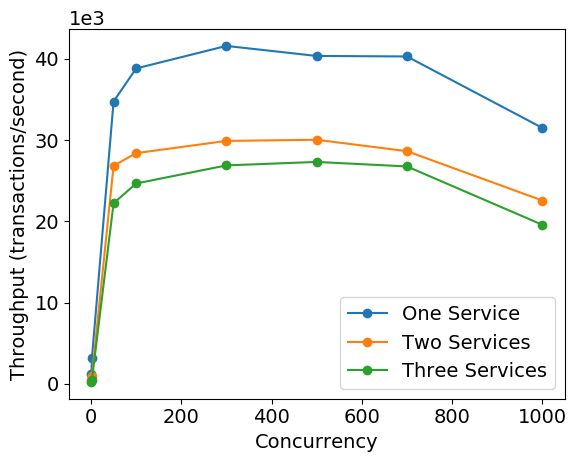 1e3
40
30
20
10
0
Throughput (transactions/second)
One Service
Two Services
Three Services
0 200 400 600 800 1000
Concurrency